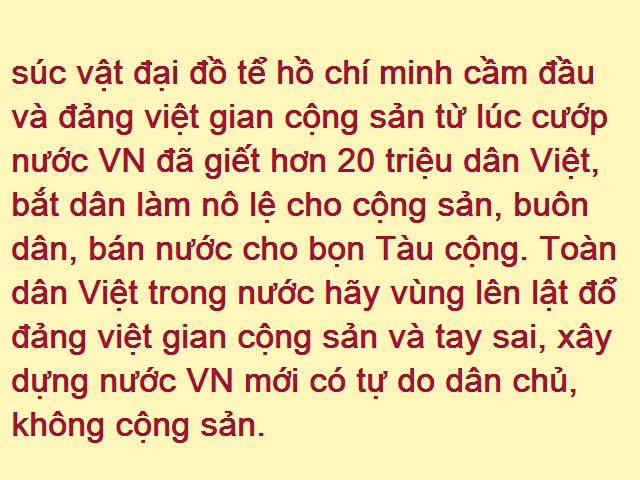 súc vật đại đồ tể hồ chí minh cầm đầu
và đảng việt gian cộng sản từ lúc cướp
nước VN đã giết hơn 20 triệu dân Việt,
bắt dân làm nô lệ cho cộng sản, buôn
dân, bán nước cho bọn Tàu cộng. Toàn
dân Việt trong nước hãy vùng lên lật đổ
đảng việt gian cộng sản và tay sai, xây
dựng nước VN mới có tự do dân chủ,
không cộng sản.